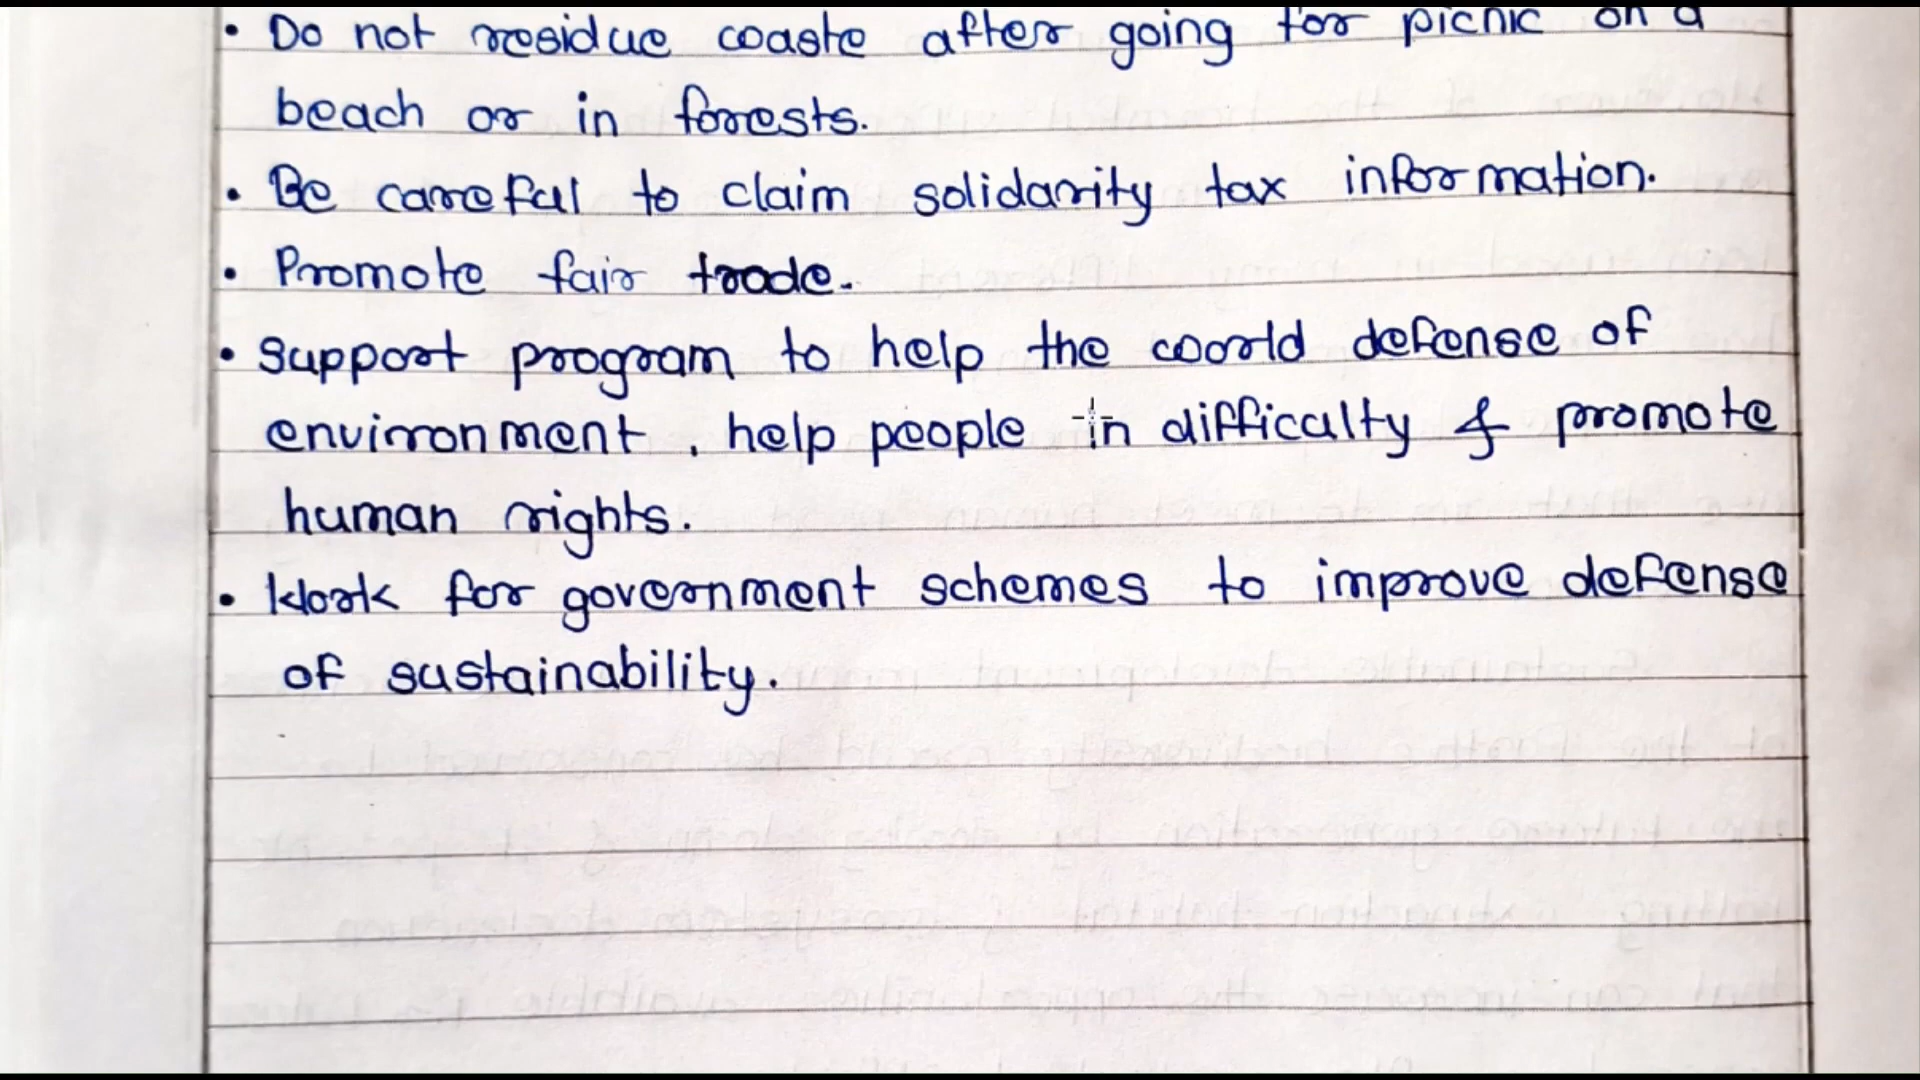 • Do not residue waste after going for picnic on a
beach or in forests.
• Be careful to claim solidarity tax information.
• Promote fair trade.
• Support program to help the world defense of
environment, help people in difficulty & promote
human rights.
• Work for government schemes to improve defense
of sustainability.